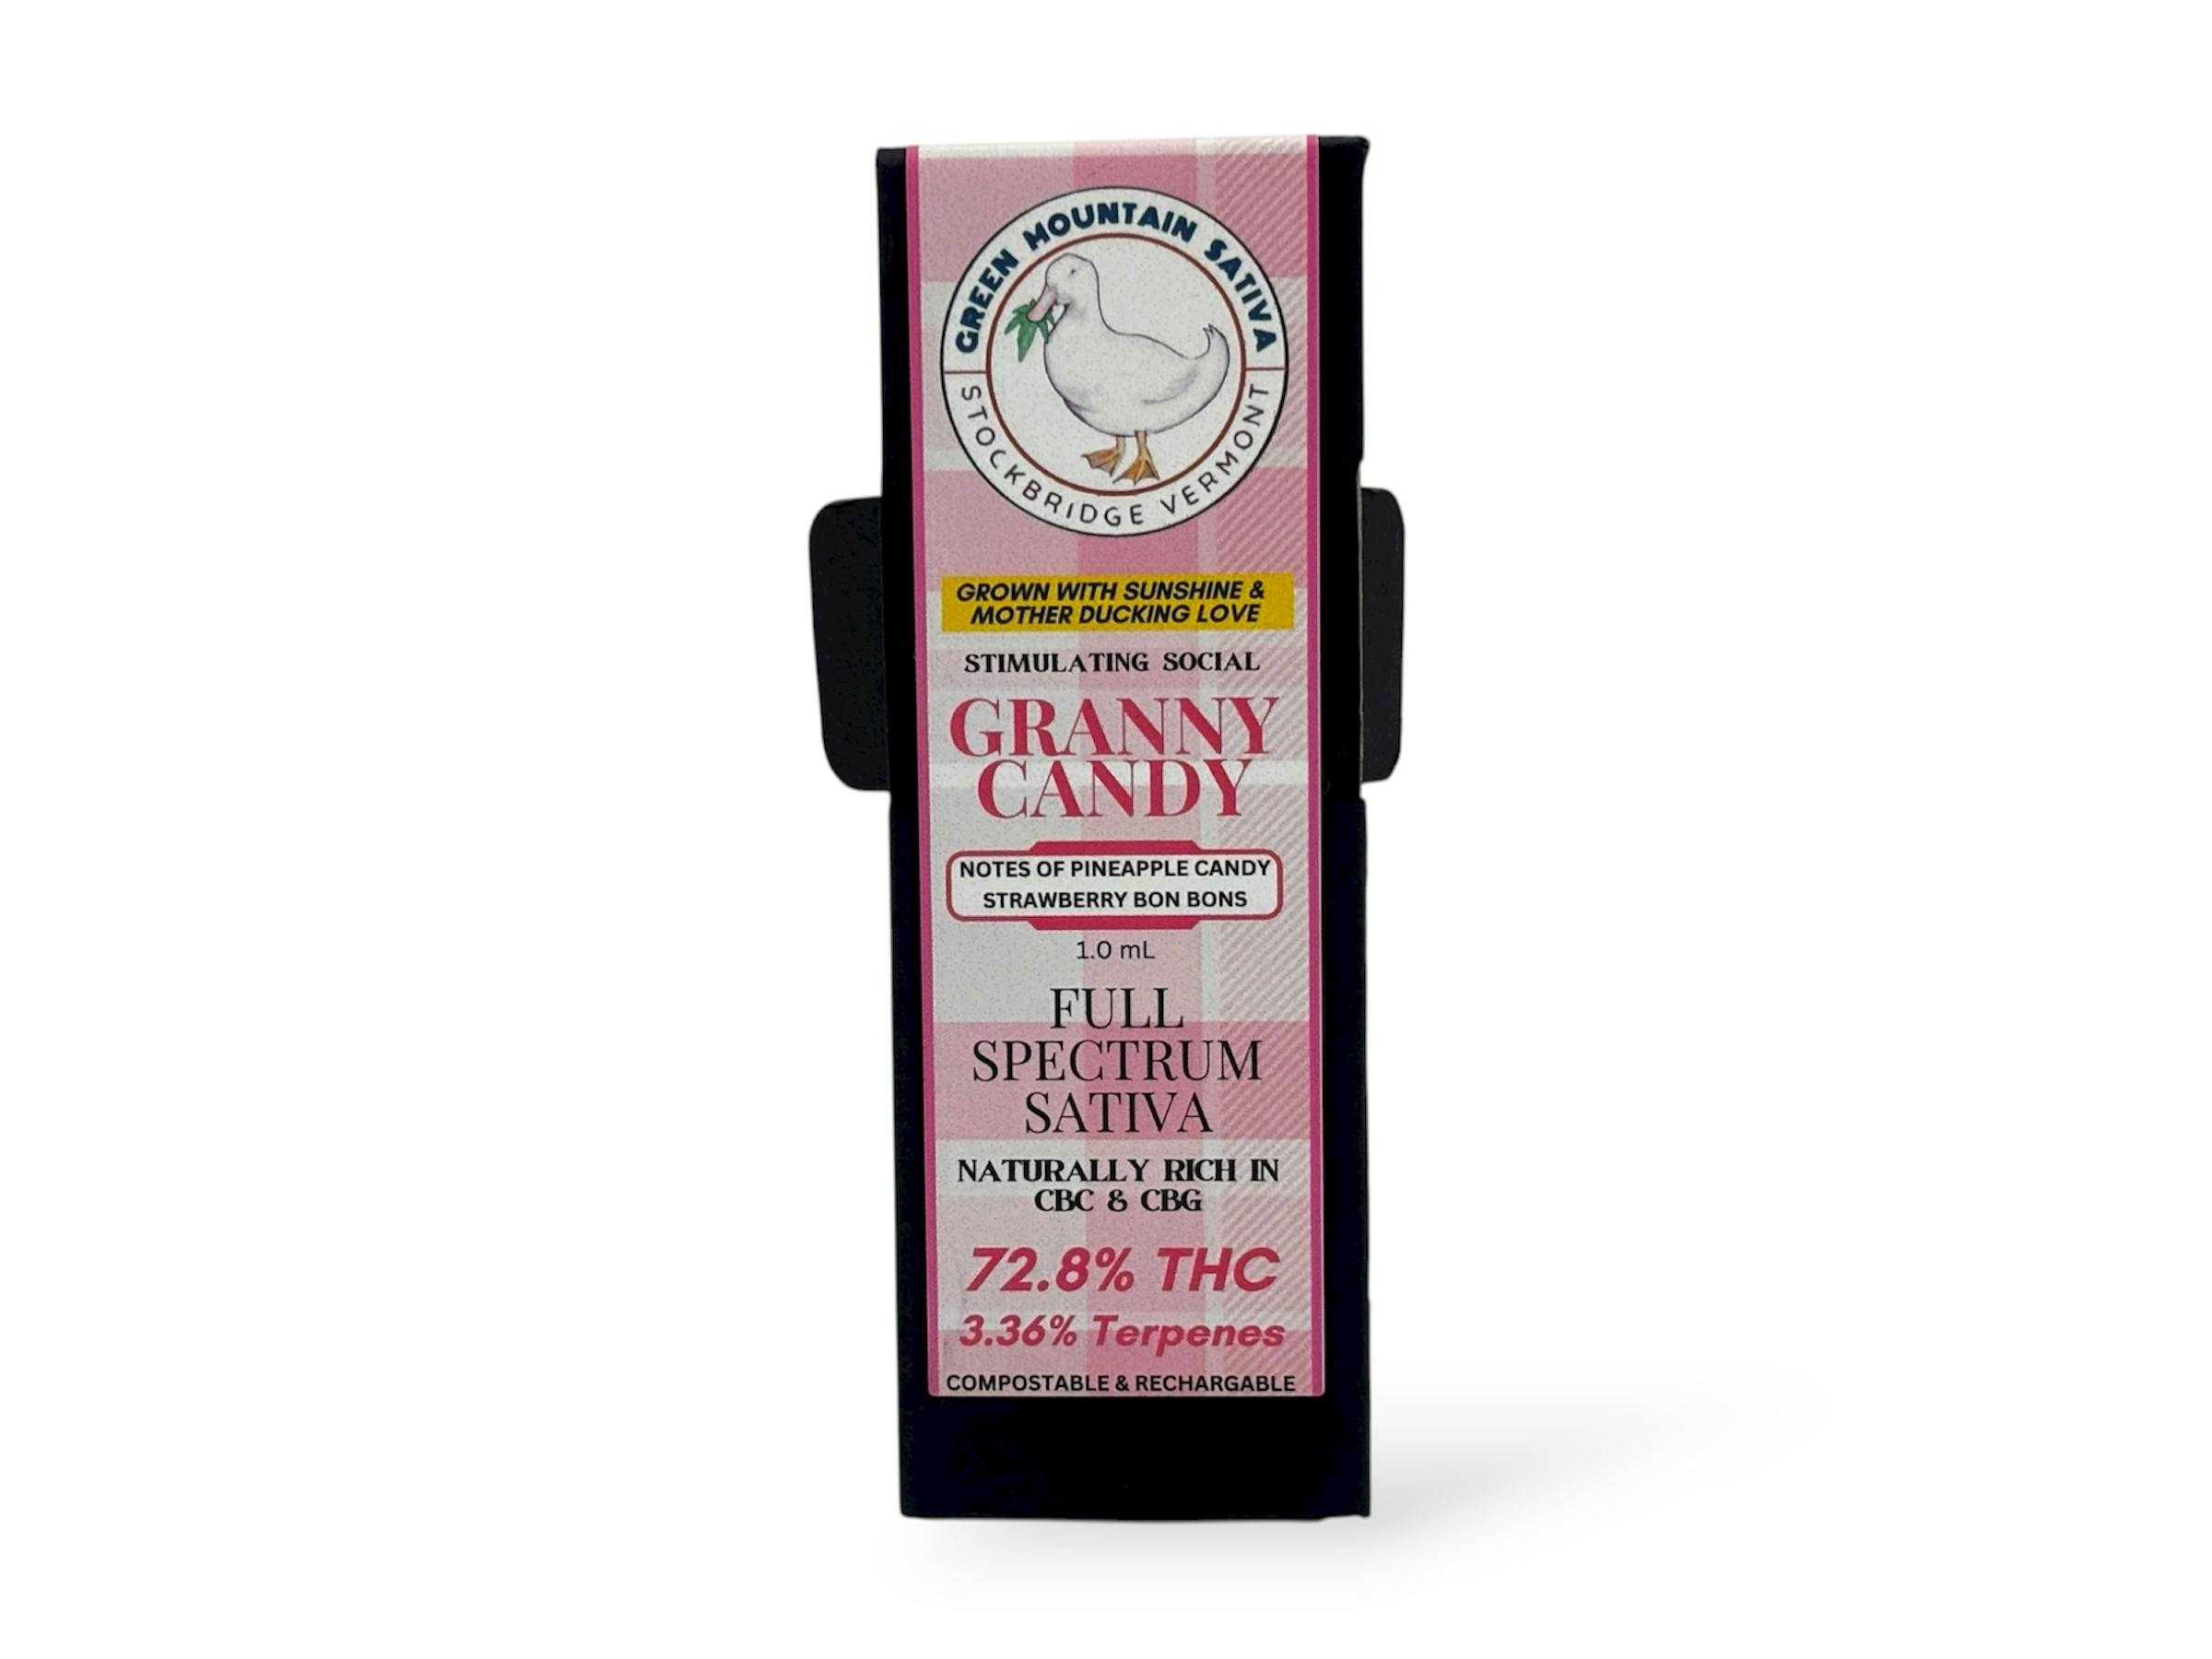 GREEN MOUNTAIN SATIVA
STOCKBRIDGE VERMONT
GROWN WITH SUNSHINE &
MOTHER DUCKING LOVE
STIMULATING SOCIAL
GRANNY
CANDY
NOTES OF PINEAPPLE CANDY
STRAWBERRY BON BONS
1.0 mL
FULL
SPECTRUM
SATIVA
NATURALLY RICH IN
CBC & CBG
72.8% THC
3.36% Terpenes
COMPOSTABLE & RECHARGABLE